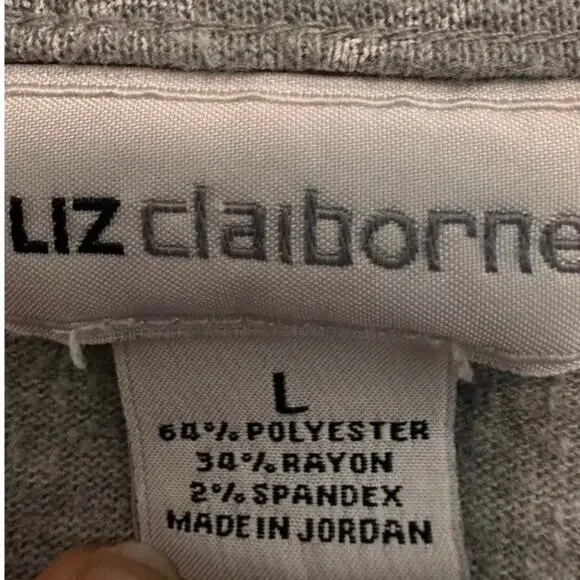 LIZ claiborne
L
64% POLYESTER
34% RAYON
2% SPANDEX
MADE IN JORDAN